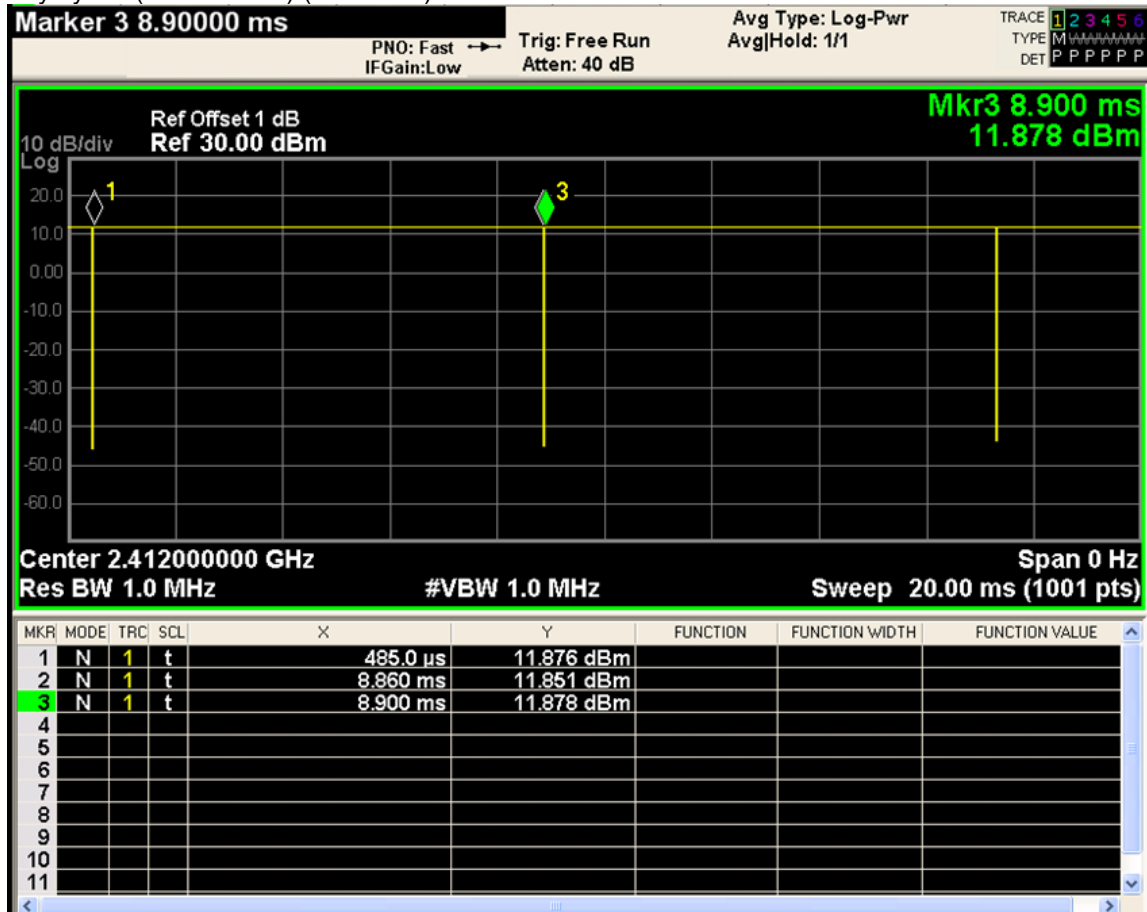 Marker 3 8.90000 ms
PNO: Fast
IFGain:Low
Trig: Free Run
Atten: 40 dB
Avg Type: Log-Pwr
Avg|Hold: 1/1
TRACE 1 2 3 4 5 6
TYPE M
DET P P P P P P
Mkr3 8.900 ms
11.878 dBm
Ref Offset 1 dB
10 dB/div Ref 30.00 dBm
Log
20.0
10.0
0.00
-10.0
-20.0
-30.0
-40.0
-50.0
-60.0
1
3
Center 2.412000000 GHz Span 0 Hz
Res BW 1.0 MHz #VBW 1.0 MHz Sweep 20.00 ms (1001 pts)
MKR MODE TRC SCL X Y FUNCTION FUNCTION WIDTH FUNCTION VALUE
1 N 1 t 485.0 µs 11.876 dBm
2 N 1 t 8.860 ms 11.851 dBm
3 N 1 t 8.900 ms 11.878 dBm
4
5
6
7
8
9
10
11